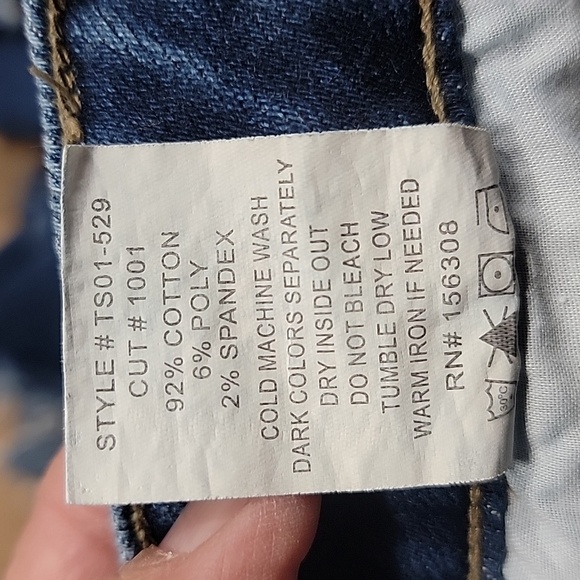 STYLE # TS01-529
CUT # 1001
92% COTTON
6% POLY
2% SPANDEX
COLD MACHINE WASH
DARK COLORS SEPARATELY
DRY INSIDE OUT
DO NOT BLEACH
TUMBLE DRY LOW
WARM IRON IF NEEDED
RN# 156308
30°C